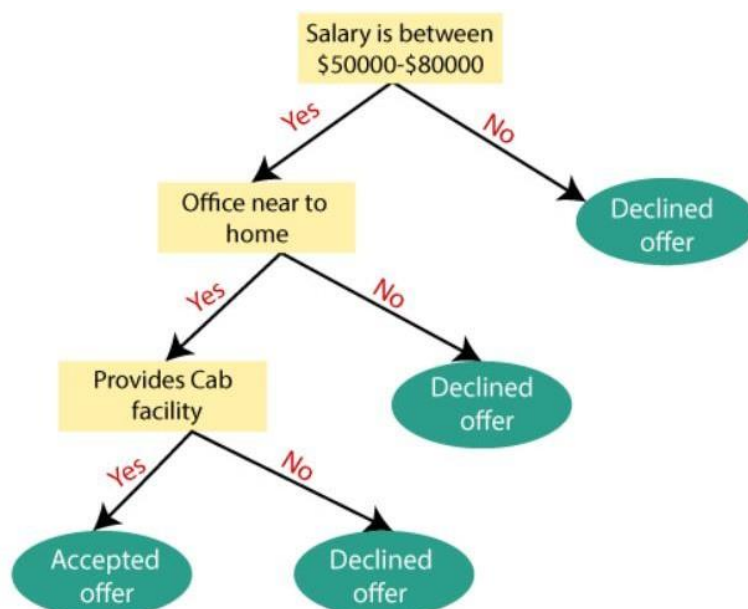 Salary is between
$50000-$80000
Yes
No
Office near to
home
Declined
offer
Yes
No
Provides Cab
facility
Declined
offer
Yes
No
Accepted
offer
Declined
offer